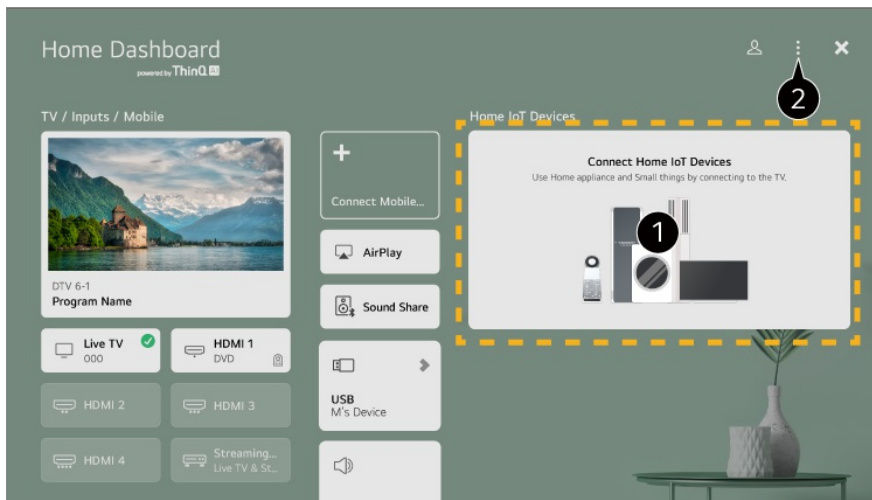 Home Dashboard
powered by ThinQ AI
2
TV / Inputs / Mobile
Home IoT Devices
DTV 6-1
Program Name
Live TV
000
HDMI 1
DVD
HDMI 2
HDMI 3
HDMI 4
Streaming...
Live TV & St...
Connect Mobile...
AirPlay
Sound Share
USB
M's Device
Connect Home IoT Devices
Use Home appliance and Small things by connecting to the TV.
1